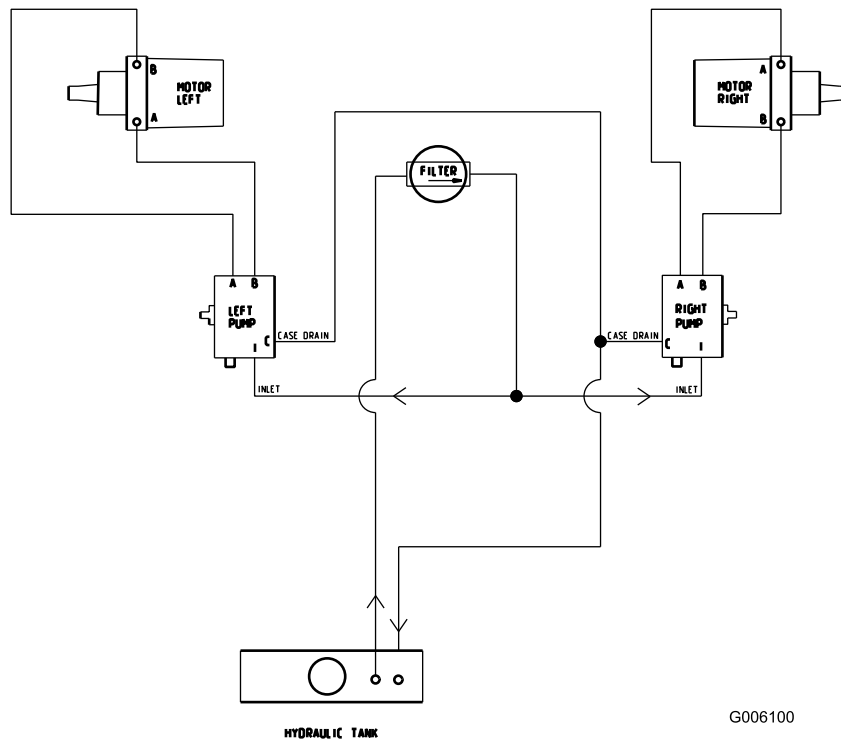 B
MOTOR
LEFT
A
A
MOTOR
RIGHT
B
FILTER
A B
LEFT
PUMP
C
I
CASE DRAIN
INLET
A B
RIGHT
PUMP
CASE DRAIN
C
I
INLET
HYDRAULIC TANK
G006100